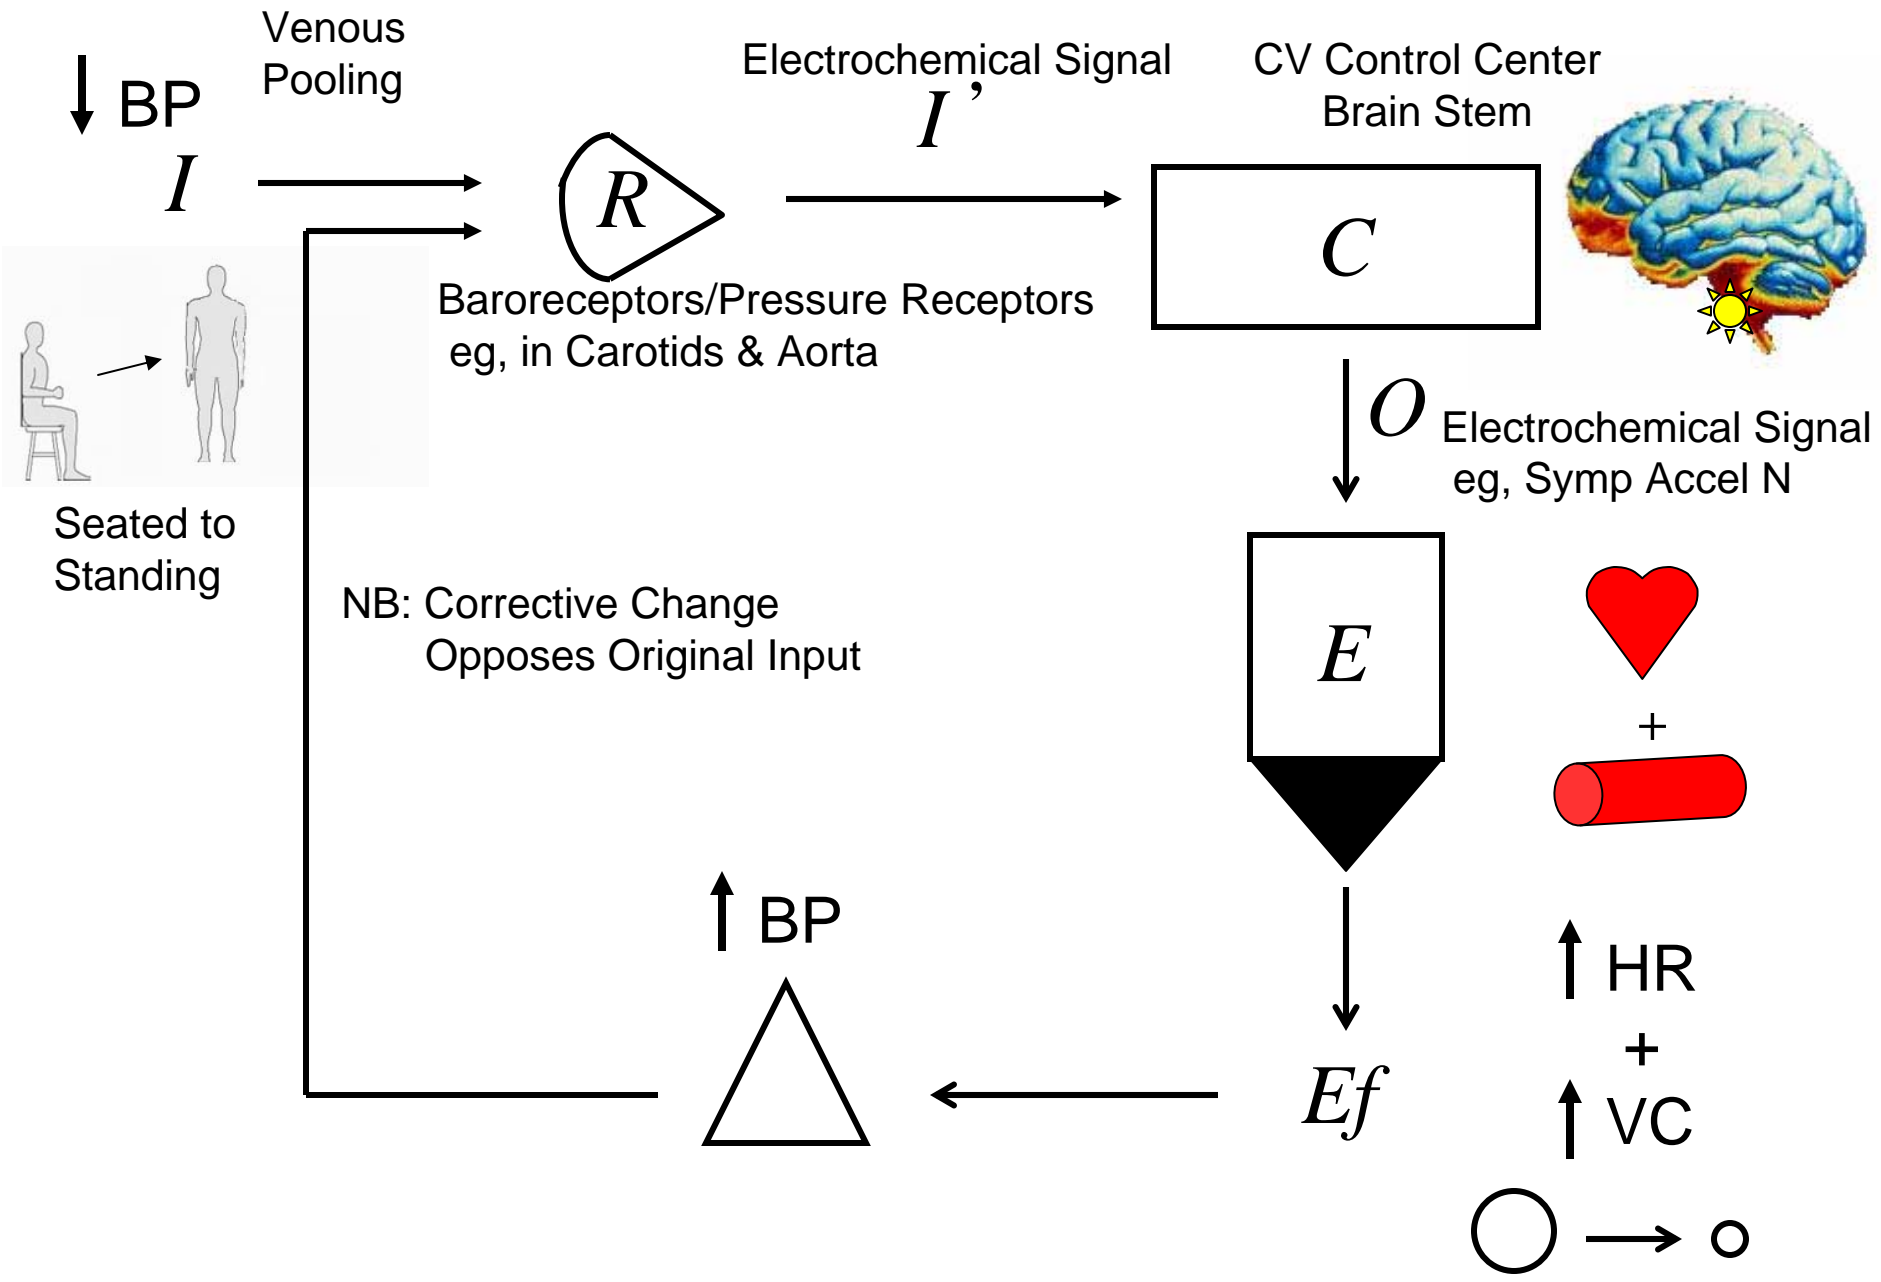 Venous
Pooling
BP
I
Electrochemical Signal
I’
CV Control Center
Brain Stem
R
C
Baroreceptors/Pressure Receptors
eg, in Carotids & Aorta
O
Electrochemical Signal
eg, Symp Accel N
Seated to
Standing
NB: Corrective Change
Opposes Original Input
E
+
BP
HR
+
VC
Ef